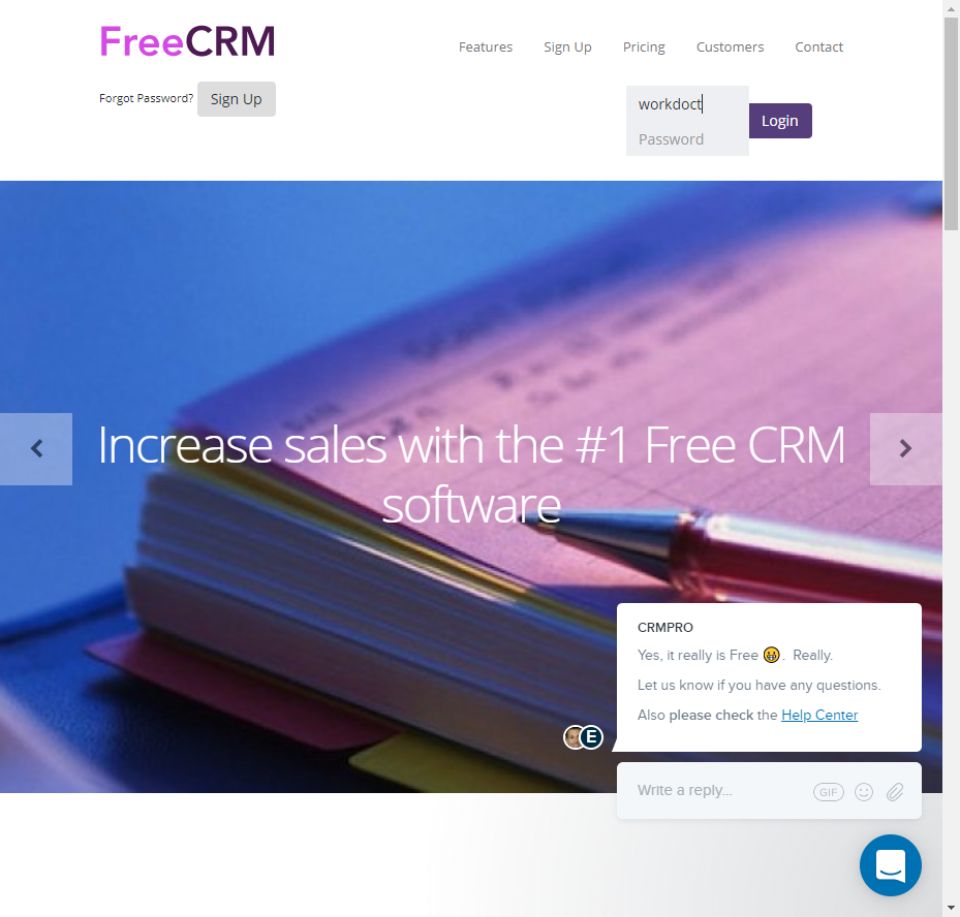 FreeCRM
Features Sign Up Pricing Customers Contact
Forgot Password? Sign Up
workdoct
Password
Login
Increase sales with the #1 Free CRM
software
CRMPRO
Yes, it really is Free 😂. Really.
Let us know if you have any questions.
Also please check the Help Center
E
Write a reply...
GIF